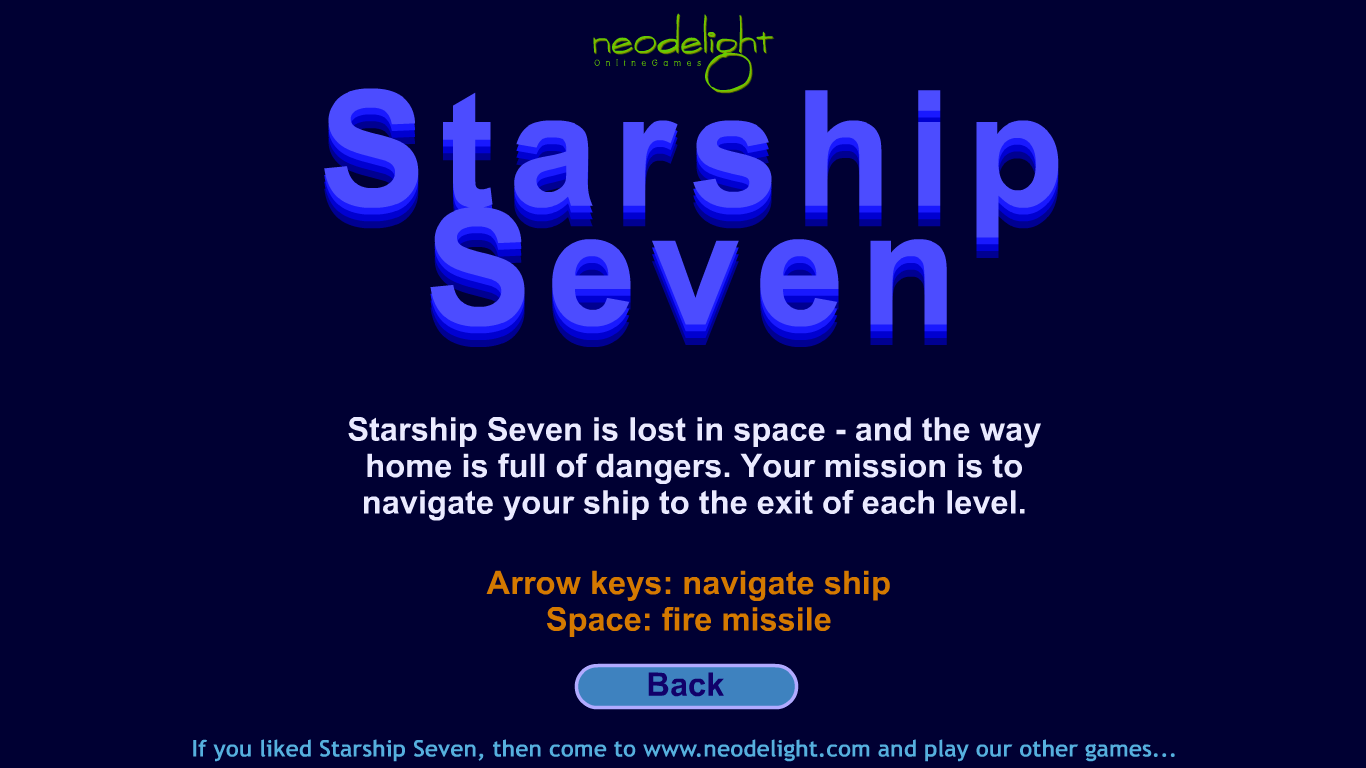 neodelight
OnlineGames
Starship
Seven
Starship Seven is lost in space - and the way
home is full of dangers. Your mission is to
navigate your ship to the exit of each level.
Arrow keys: navigate ship
Space: fire missile
Back
If you liked Starship Seven, then come to www.neodelight.com and play our other games...